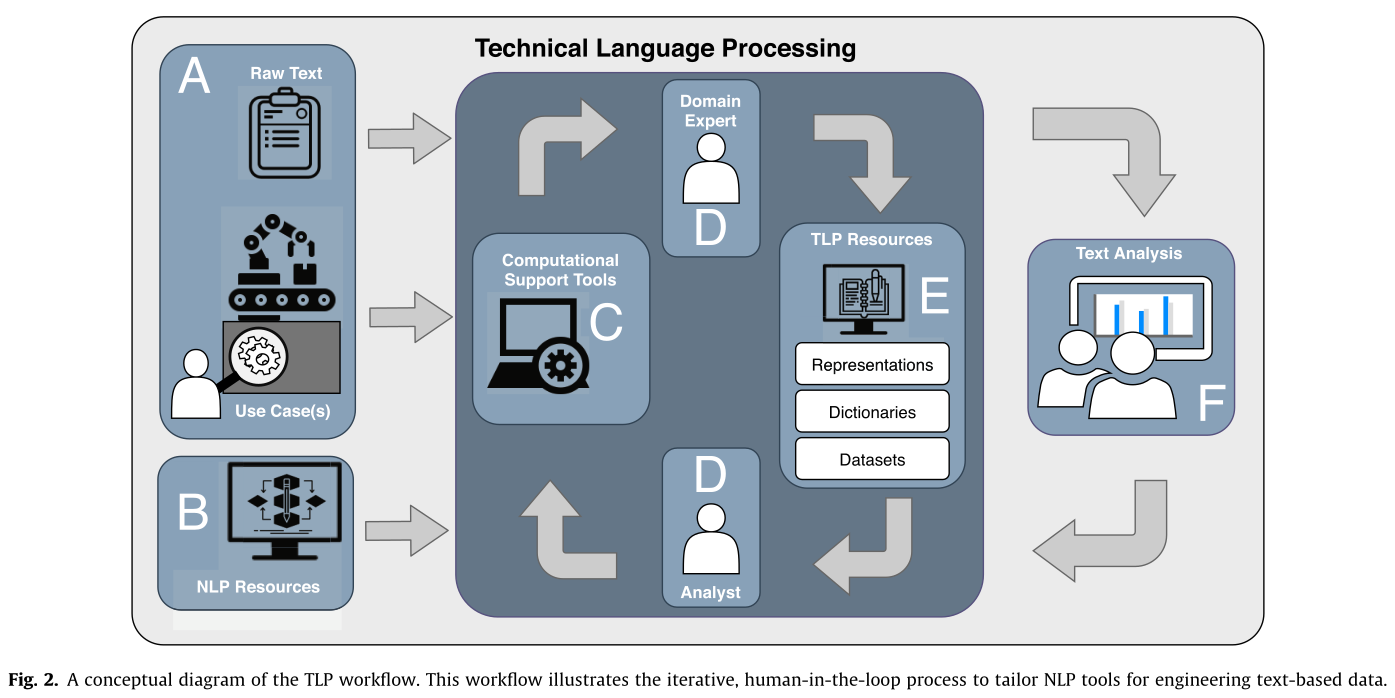 Technical Language Processing
A
Raw Text
Use Case(s)
B
NLP Resources
Computational
Support Tools
C
Domain
Expert
D
TLP Resources
E
Representations
Dictionaries
Datasets
D
Analyst
Text Analysis
F
Fig. 2. A conceptual diagram of the TLP workflow. This workflow illustrates the iterative, human-in-the-loop process to tailor NLP tools for engineering text-based data.